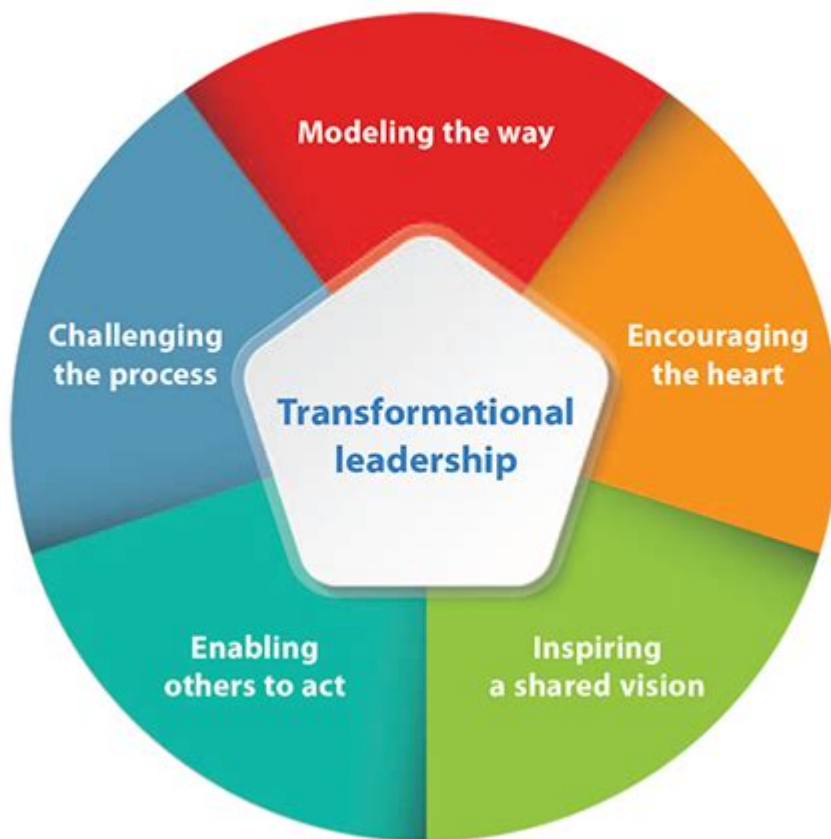 Modeling the way
Encouraging
the heart
Inspiring
a shared vision
Enabling
others to act
Challenging
the process
Transformational
leadership